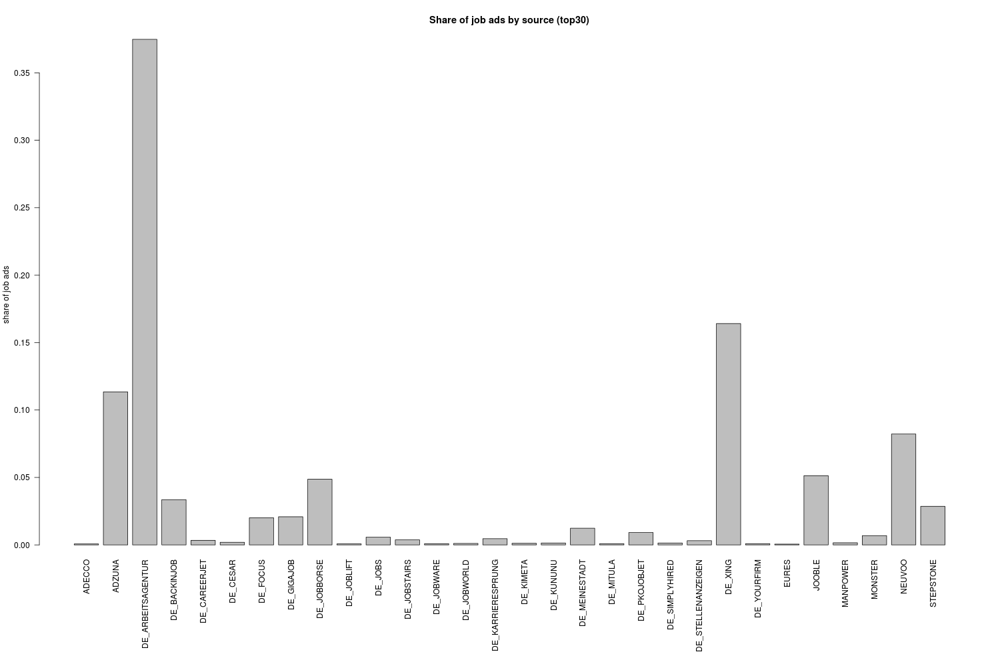 Share of job ads by source (top30)
share of job ads
0.35
0.30
0.25
0.20
0.15
0.10
0.05
0.00
ADECCO
ADZUNA
DE_ARBEITSAGENTUR
DE_BACKINJOB
DE_CAREERJET
DE_CESAR
DE_FOCUS
DE_GIGAJOB
DE_JOBBORSE
DE_JOBLIFT
DE_JOBS
DE_JOBSTAIRS
DE_JOBWARE
DE_JOBWORLD
DE_KARRIERESPRUNG
DE_KIMETA
DE_KUNUNU
DE_MEINESTADT
DE_MITULA
DE_PKOJOBJET
DE_SIMPLYHIRED
DE_STELLENANZEIGEN
DE_XING
DE_YOURFIRM
EURES
JOOBLE
MANPOWER
MONSTER
NEUVOO
STEPSTONE